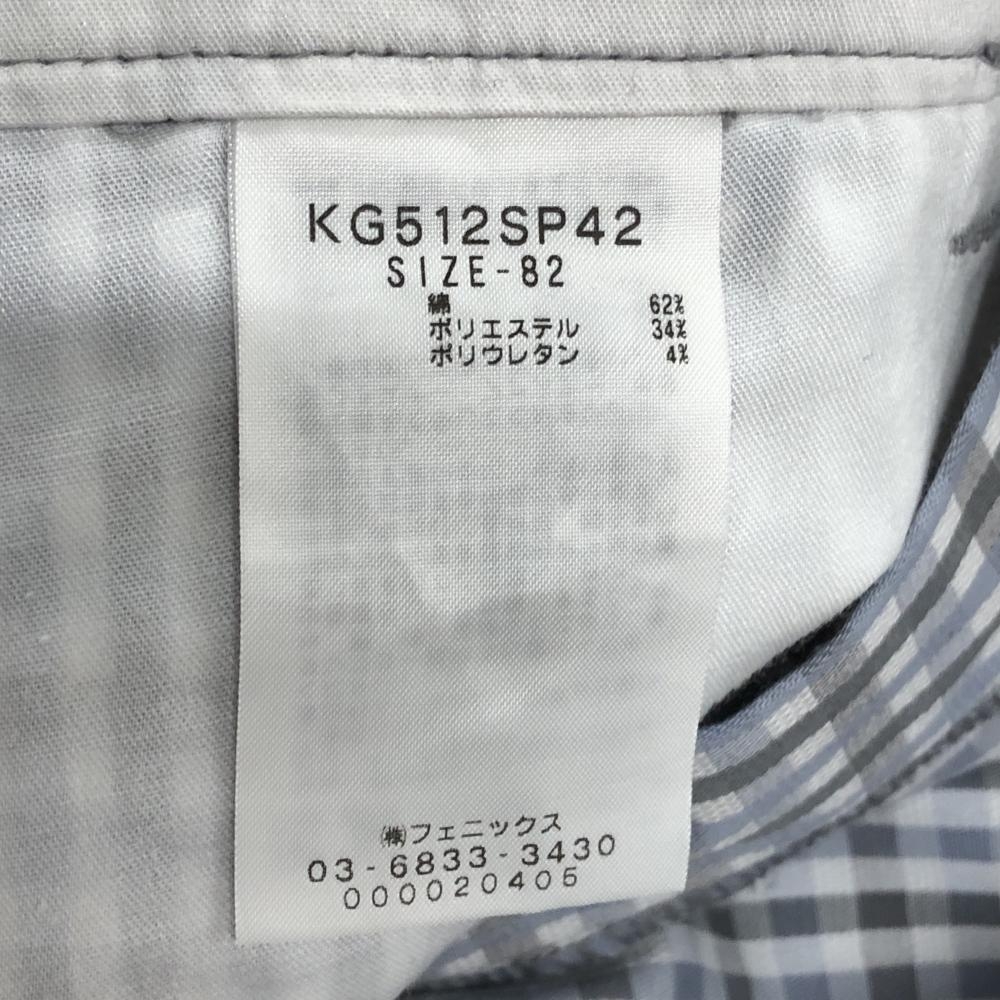 KG512SP42
SIZE-82
綿 62%
ポリエステル 34%
ポリウレタン 4%
㈱フェニックス
03-6833-3430
000020405